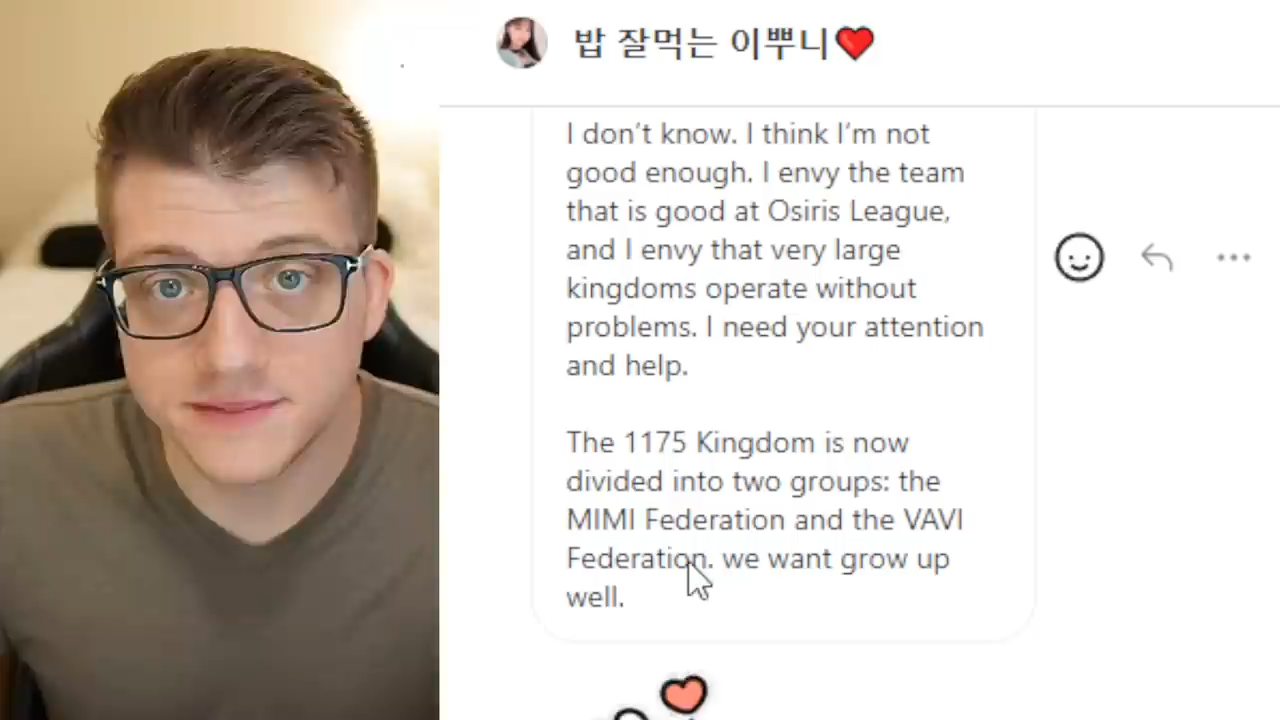 밥 잘먹는 이뿌니❤
I don't know. I think I'm not
good enough. I envy the team
that is good at Osiris League,
and I envy that very large
kingdoms operate without
problems. I need your attention
and help.
The 1175 Kingdom is now
divided into two groups: the
MIMI Federation and the VAVI
Federation. we want grow up
well.